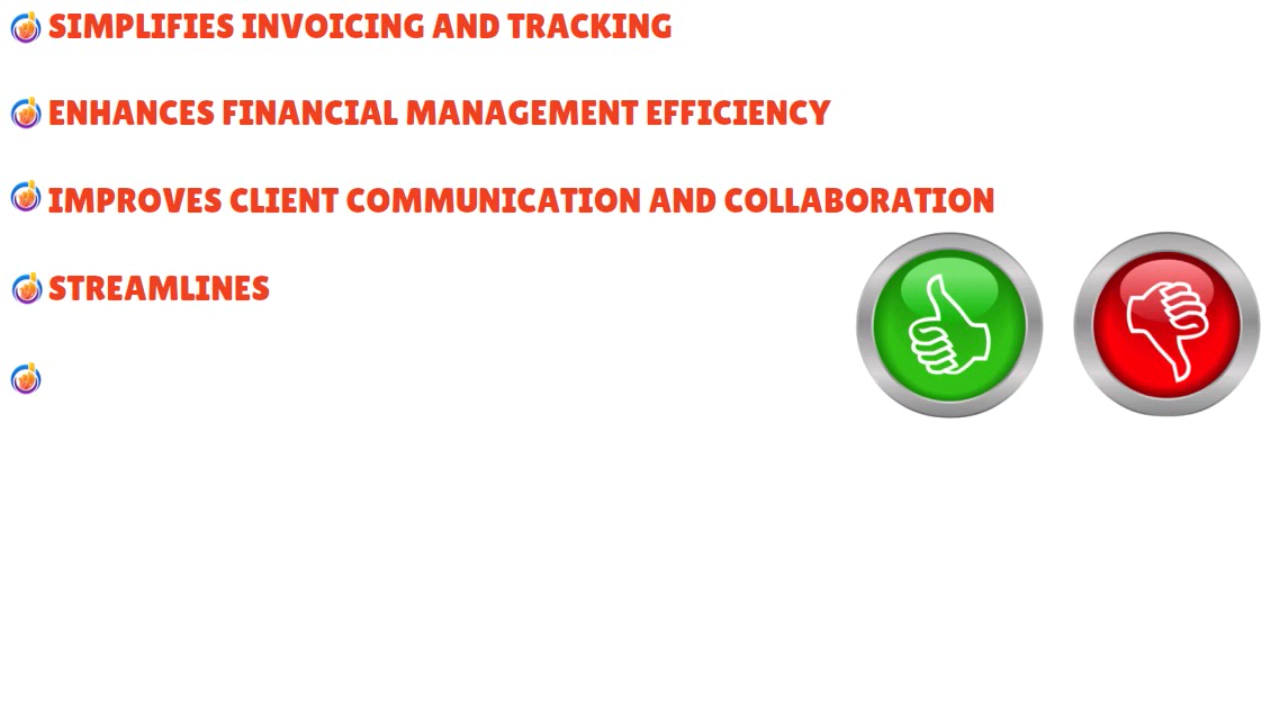 SIMPLIFIES INVOICING AND TRACKING
ENHANCES FINANCIAL MANAGEMENT EFFICIENCY
IMPROVES CLIENT COMMUNICATION AND COLLABORATION
STREAMLINES